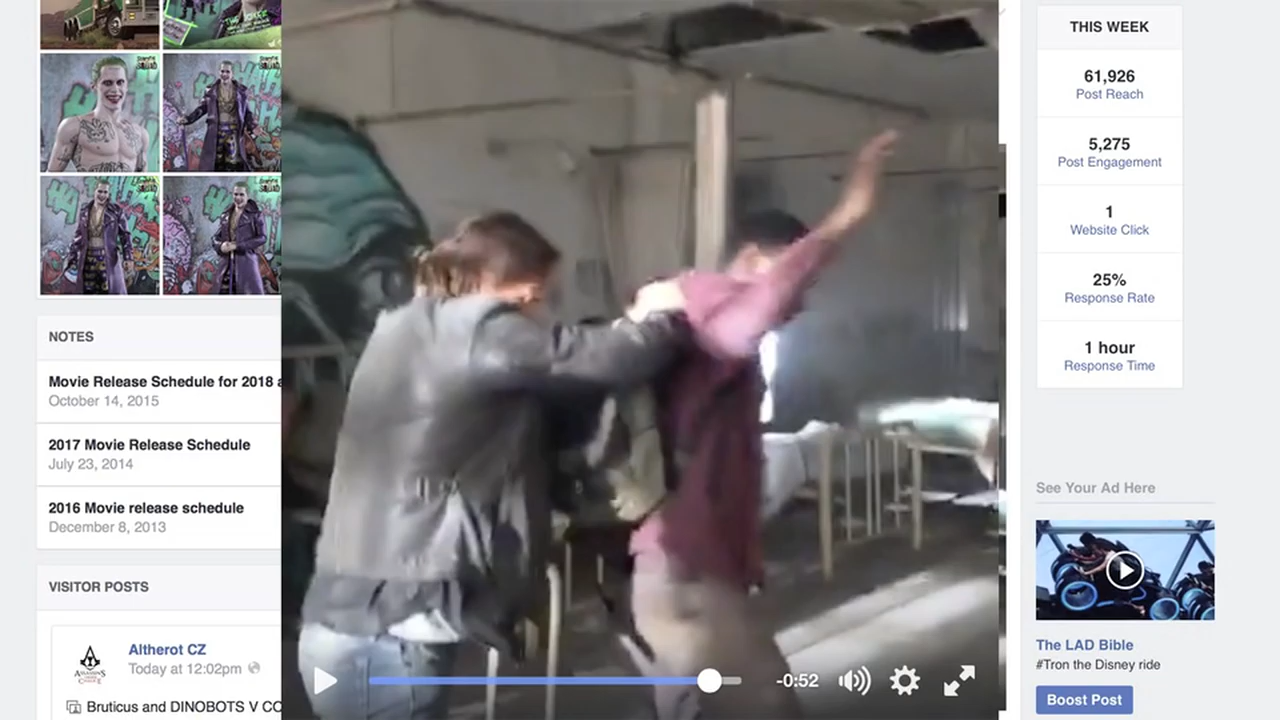 NOTES
Movie Release Schedule for 2018 a
October 14, 2015
2017 Movie Release Schedule
July 23, 2014
2016 Movie release schedule
December 8, 2013
VISITOR POSTS
Altherot CZ
Today at 12:02pm
Bruticus and DINOBOTS V CO
-0:52
THIS WEEK
61,926
Post Reach
5,275
Post Engagement
1
Website Click
25%
Response Rate
1 hour
Response Time
See Your Ad Here
The LAD Bible
#Tron the Disney ride
Boost Post